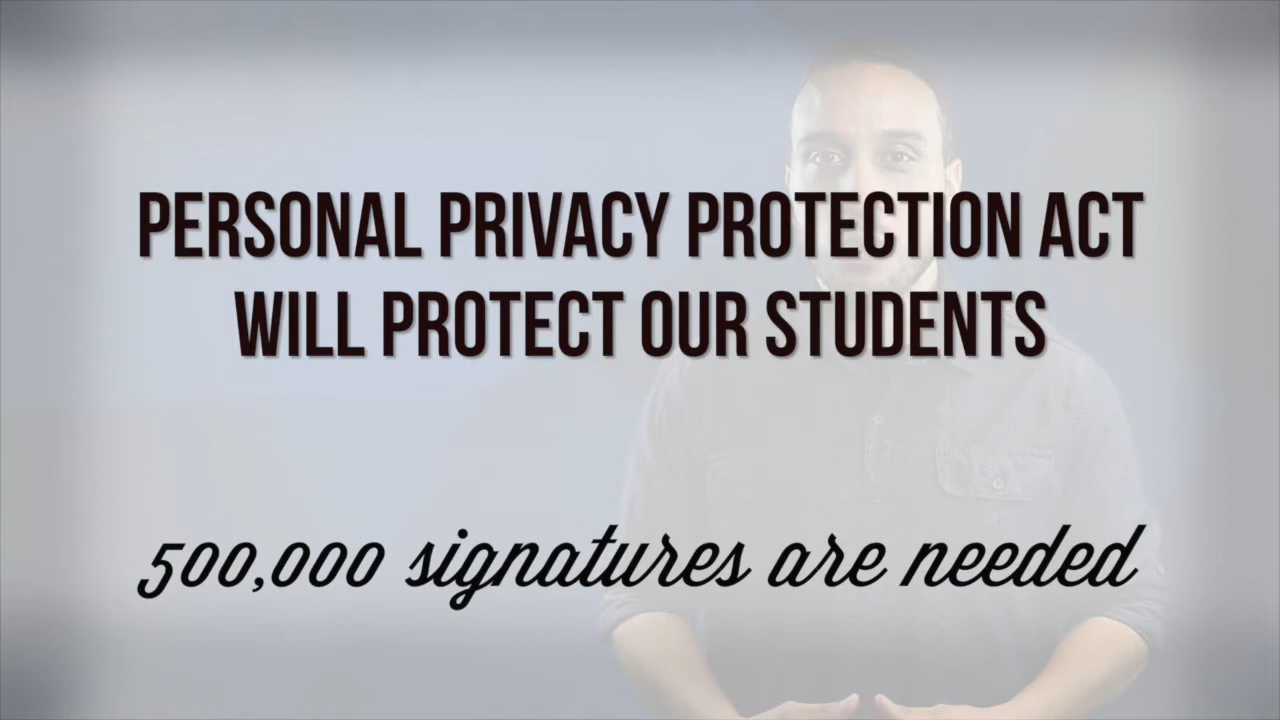 PERSONAL PRIVACY PROTECTION ACT
WILL PROTECT OUR STUDENTS
500,000 signatures are needed